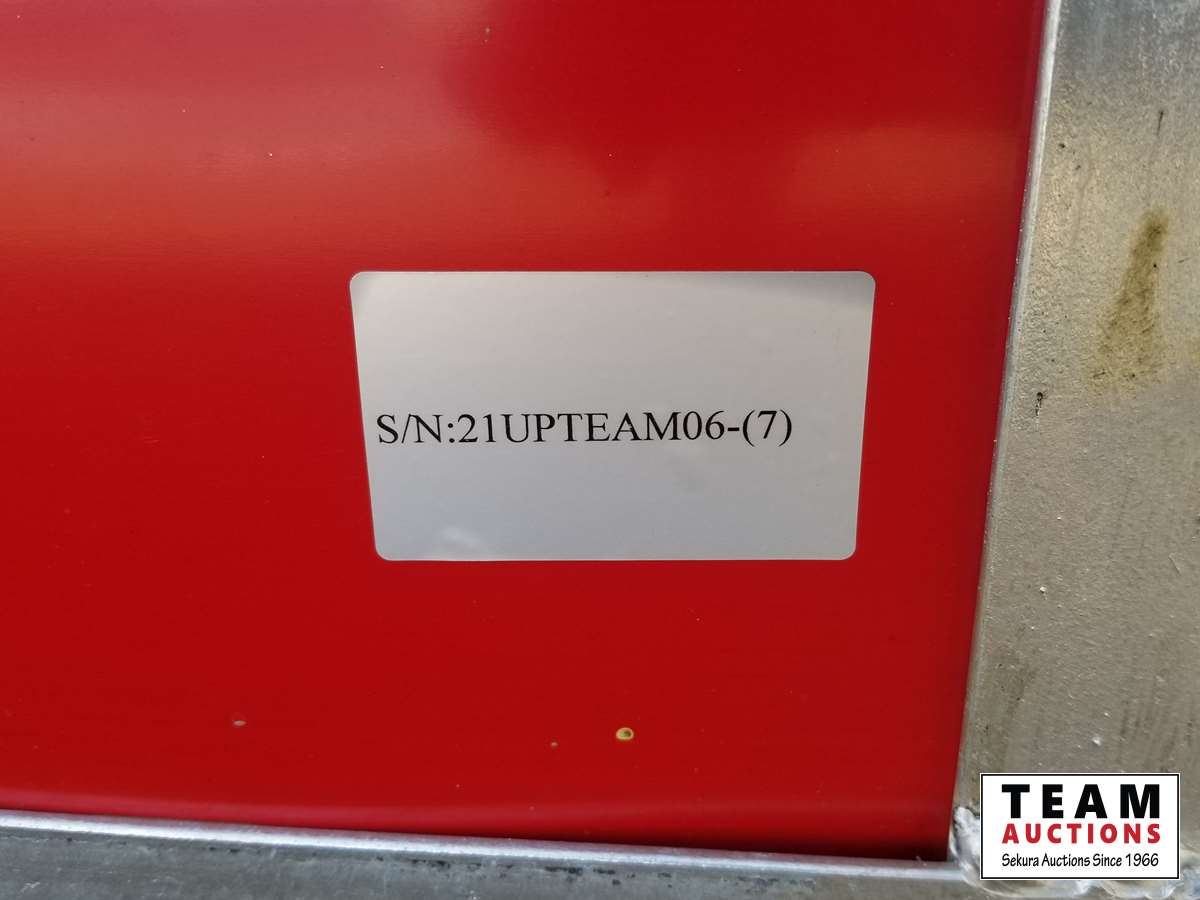 S/N:21UPTEAM06-(7)
TEAM
AUCTIONS
Sekura Auctions Since 1966